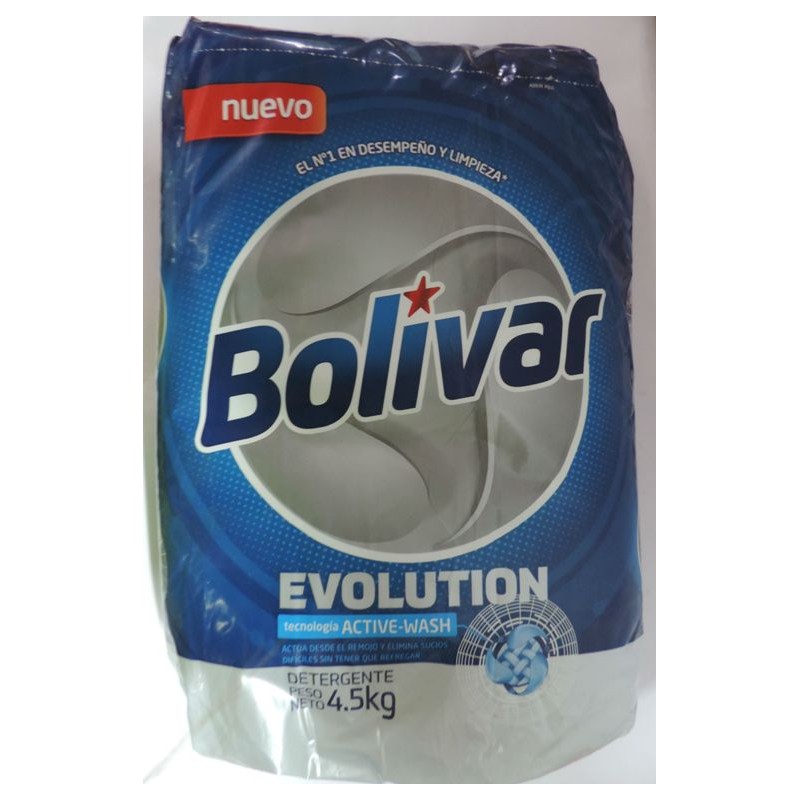 nuevo
EL Nº1 EN DESEMPEÑO Y LIMPIEZA*
Bolivar
EVOLUTION
tecnología ACTIVE-WASH
ACTÚA DESDE EL REMOJO Y ELIMINA SUCIOS
DIFÍCILES SIN TENER QUE REFREGAR
DETERGENTE
PESO
NETO 4.5kg